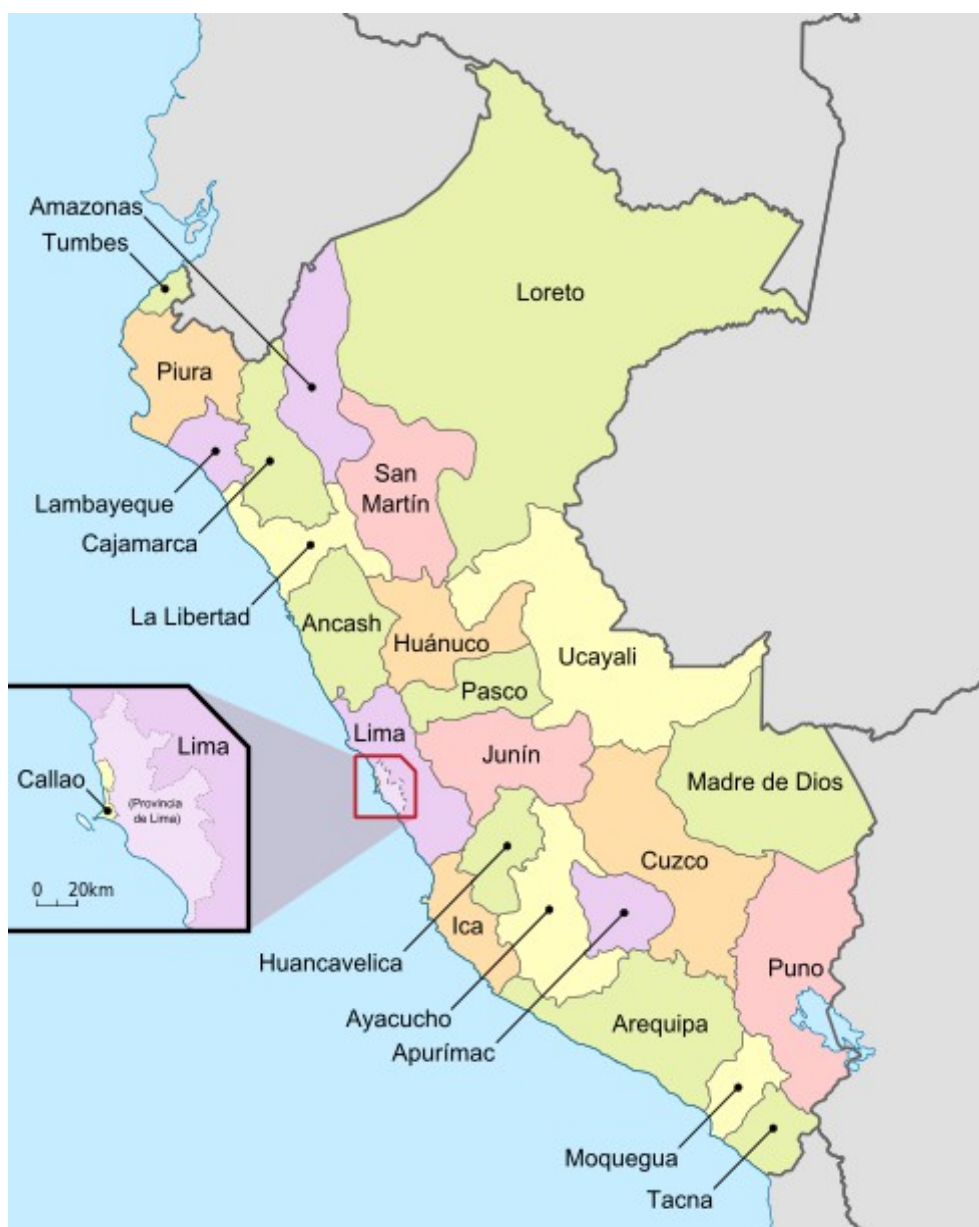 Amazonas
Tumbes
Loreto
Piura
San
Martín
Lambayeque
Cajamarca
La Libertad
Ancash
Huánuco
Ucayali
Pasco
Lima
Junín
Lima
Callao
(Provincia
de Lima)
0 20km
Madre de Dios
Cuzco
Ica
Huancavelica
Puno
Ayacucho
Arequipa
Apurímac
Moquegua
Tacna